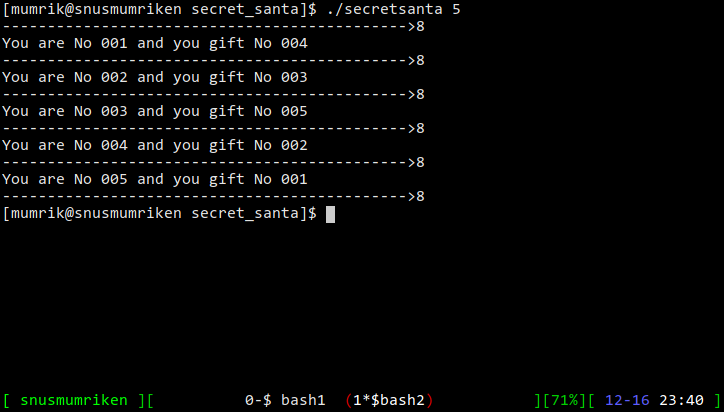 [mumrik@snusmumriken secret_santa]$ ./secretsanta 5
------------------------------------------------>8
You are No 001 and you gift No 004
------------------------------------------------>8
You are No 002 and you gift No 003
------------------------------------------------>8
You are No 003 and you gift No 005
------------------------------------------------>8
You are No 004 and you gift No 002
------------------------------------------------>8
You are No 005 and you gift No 001
------------------------------------------------>8
[mumrik@snusmumriken secret_santa]$
[ snusmumriken ][ 0-$ bash1 (1*$bash2) ][71%][ 12-16 23:40 ]